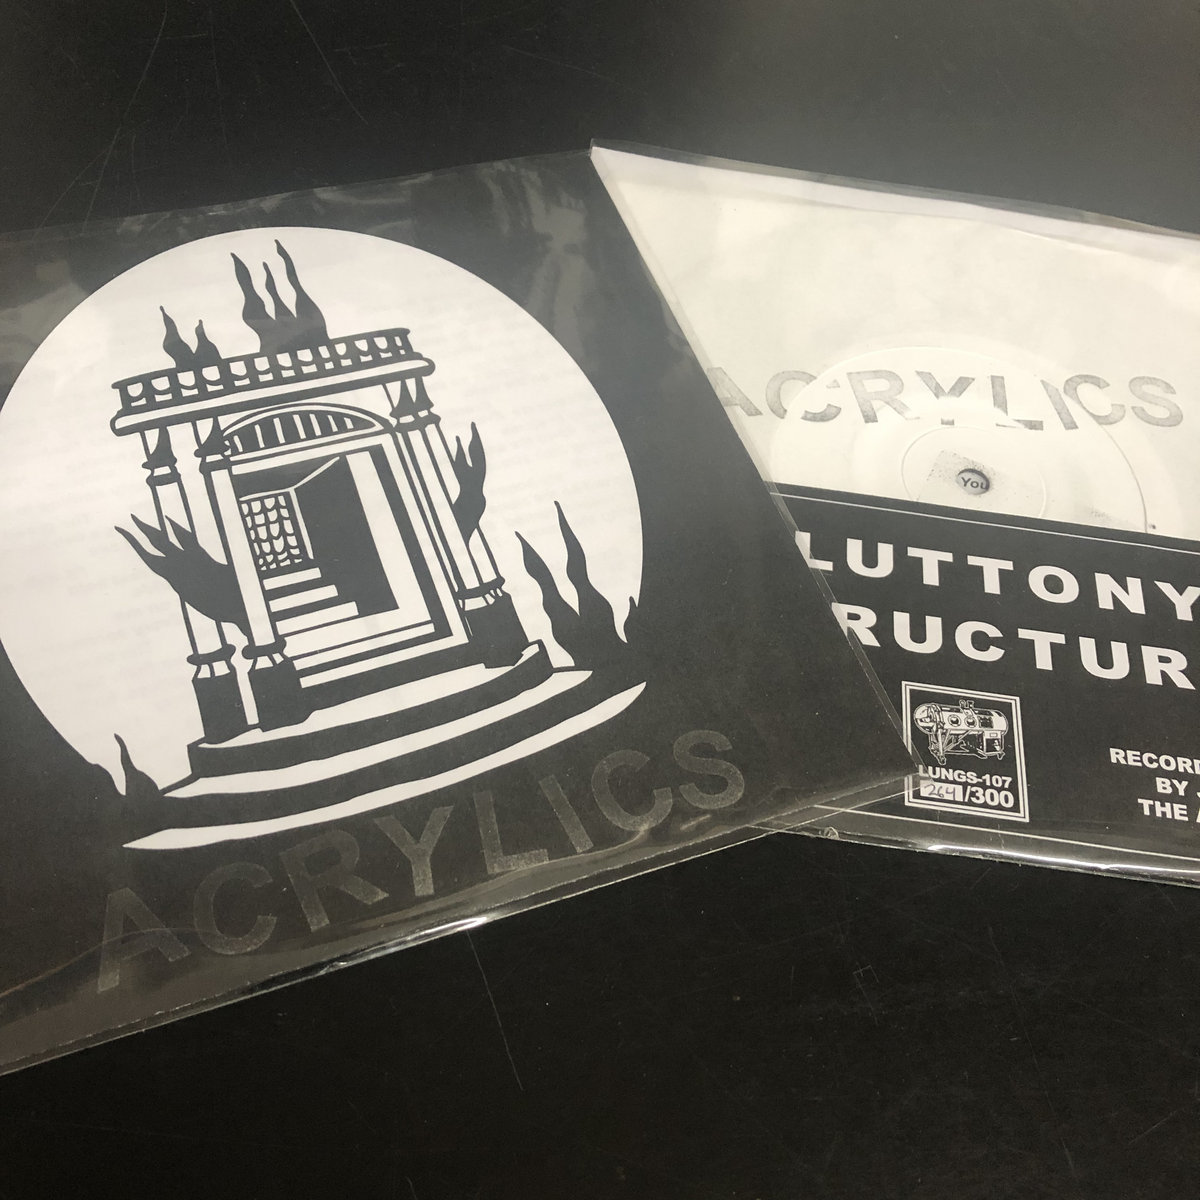 ACRYLICS
ACRYLICS
You
LUTTONY
RUCTUR
LUNGS-107
264/300
RECORD
BY
THE